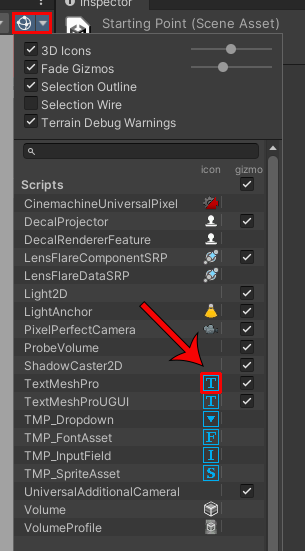 Inspector
Starting Point (Scene Asset)
3D Icons
Fade Gizmos
Selection Outline
Selection Wire
Terrain Debug Warnings
icon gizmo
Scripts
CinemachineUniversalPixel
DecalProjector
DecalRendererFeature
LensFlareComponentSRP
LensFlareDataSRP
Light2D
LightAnchor
PixelPerfectCamera
ProbeVolume
ShadowCaster2D
TextMeshPro T
TextMeshProUGUI T
TMP_Dropdown
TMP_FontAsset F
TMP_InputField I
TMP_SpriteAsset S
UniversalAdditionalCameraI
Volume
VolumeProfile